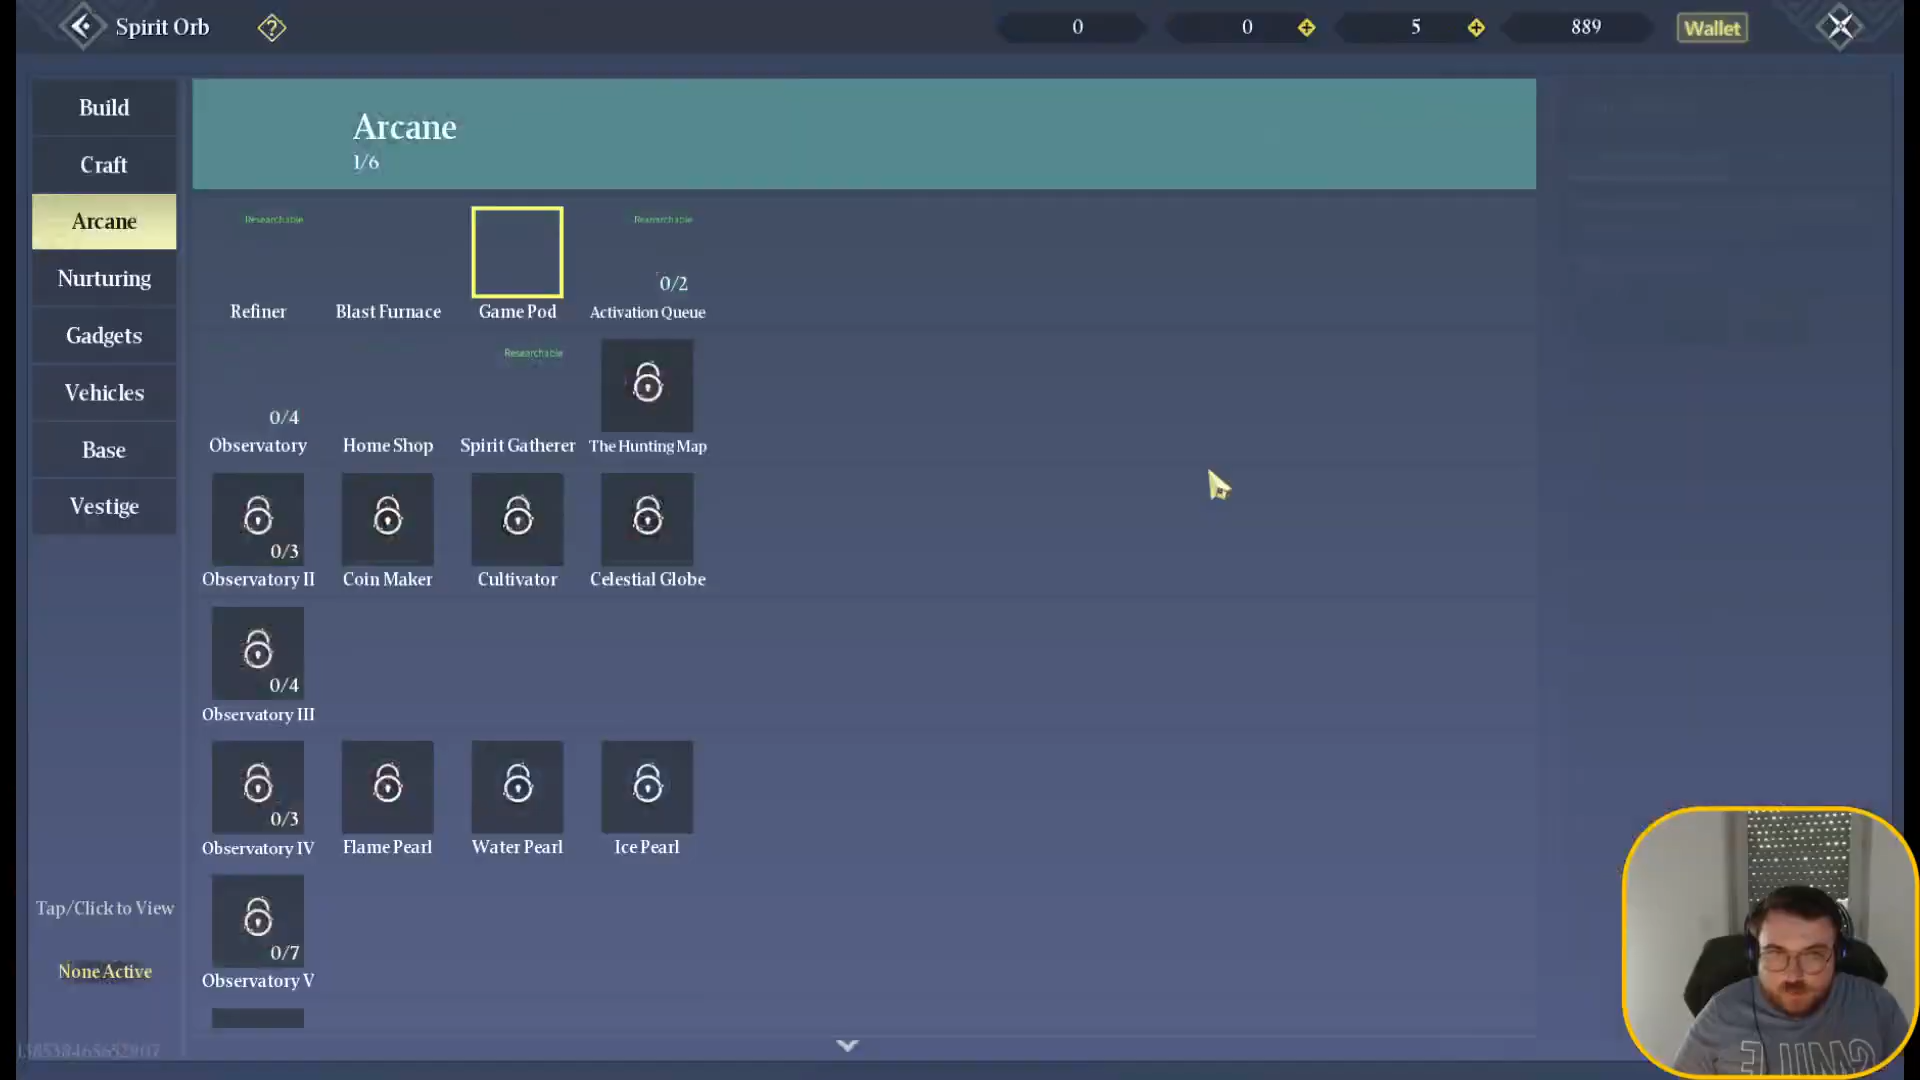 Spirit Orb
?
0
0
5
889
Wallet
Build
Craft
Arcane
Nurturing
Gadgets
Vehicles
Base
Vestige
Tap/Click to View
None Active
Arcane
1/6
Researchable
Researchable
0/2
Refiner
Blast Furnace
Game Pod
Activation Queue
Researchable
0/4
Observatory
Home Shop
Spirit Gatherer
The Hunting Map
0/3
Observatory II
Coin Maker
Cultivator
Celestial Globe
0/4
Observatory III
0/3
Observatory IV
Flame Pearl
Water Pearl
Ice Pearl
0/7
Observatory V